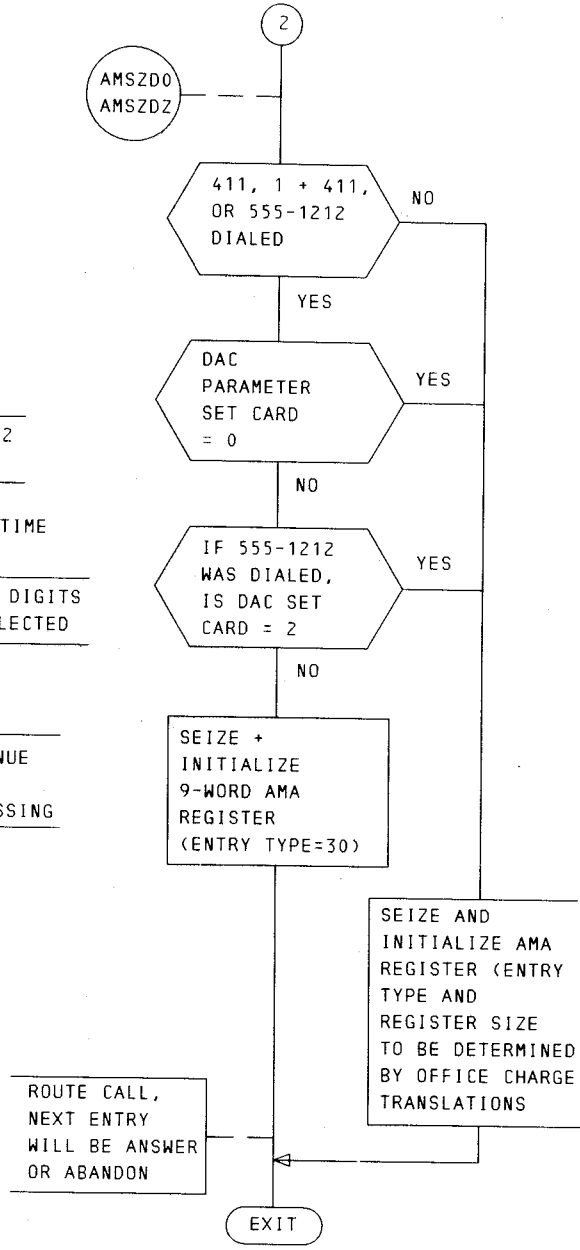 2
AMSZDO
AMSZDZ
411, 1 + 411,
OR 555-1212
DIALED
NO
YES
DAC
PARAMETER
SET CARD
= 0
YES
NO
2
TIME
IF 555-1212
WAS DIALED,
IS DAC SET
CARD = 2
YES
DIGITS
LECTED
NO
NUE
SSING
SEIZE +
INITIALIZE
9-WORD AMA
REGISTER
(ENTRY TYPE=30)
SEIZE AND
INITIALIZE AMA
REGISTER (ENTRY
TYPE AND
REGISTER SIZE
TO BE DETERMINED
BY OFFICE CHARGE
TRANSLATIONS
ROUTE CALL,
NEXT ENTRY
WILL BE ANSWER
OR ABANDON
EXIT